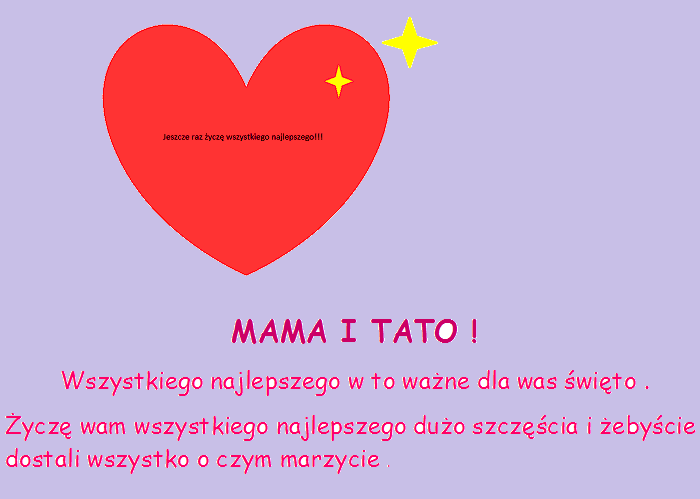 Jeszcze raz życzę wszystkiego najlepszego!!!
MAMA I TATO !
Wszystkiego najlepszego w to ważne dla was święto .
Życzę wam wszystkiego najlepszego dużo szczęścia i żebyście
dostali wszystko o czym marzycie .